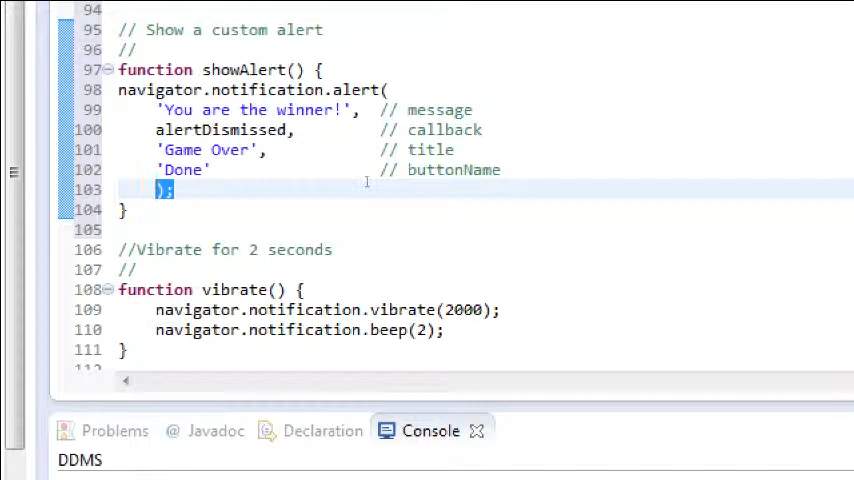 94
95 // Show a custom alert
96 //
97 function showAlert() {
98 navigator.notification.alert(
99 'You are the winner!', // message
100 alertDismissed, // callback
101 'Game Over', // title
102 'Done' // buttonName
103 );
104 }
105
106 //Vibrate for 2 seconds
107 //
108 function vibrate() {
109 navigator.notification.vibrate(2000);
110 navigator.notification.beep(2);
111 }
112
Problems @ Javadoc Declaration Console
DDMS